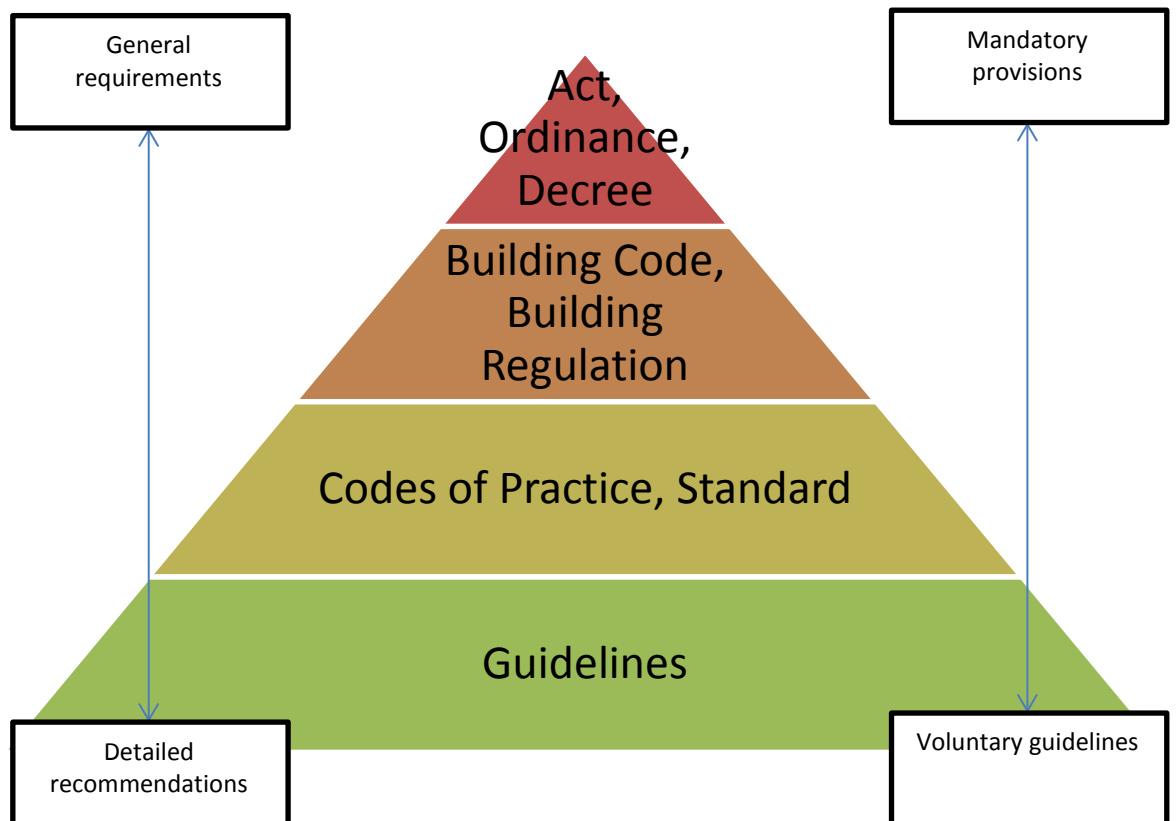 General
requirements
Mandatory
provisions
Act,
Ordinance,
Decree
Building Code,
Building
Regulation
Codes of Practice, Standard
Guidelines
Detailed
recommendations
Voluntary guidelines